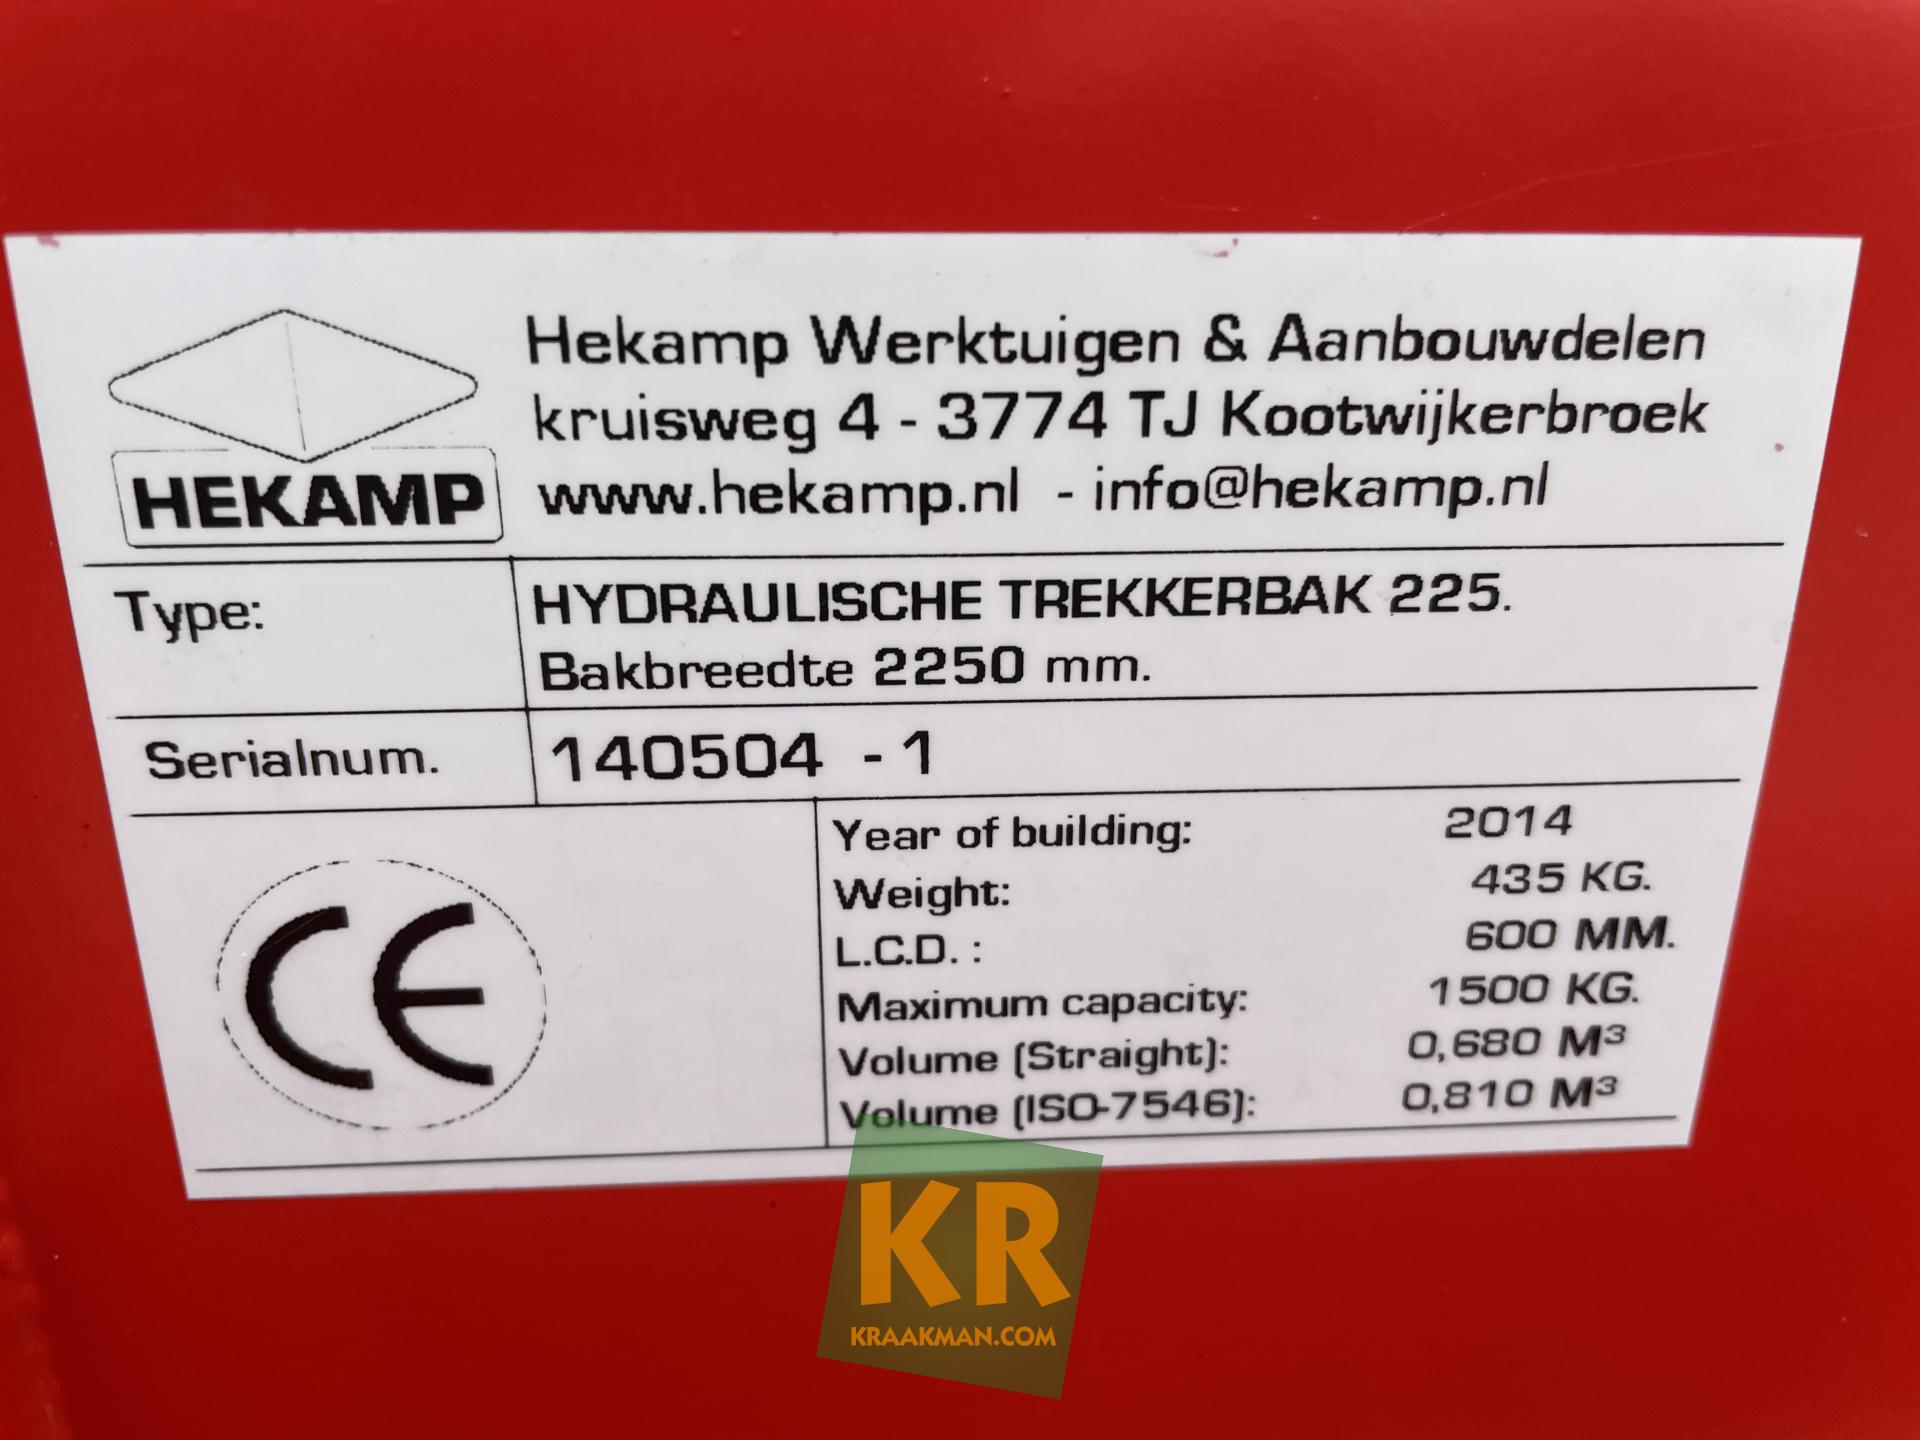 Hekamp Werktuigen & Aanbouwdelen
kruisweg 4 - 3774 TJ Kootwijkerbroek
www.hekamp.nl - info@hekamp.nl
HEKAMP
Type: HYDRAULISCHE TREKKERBAK 225.
Bakbreedte 2250 mm.
Serialnum. 140504 - 1
CE
Year of building: 2014
Weight: 435 KG.
L.C.D. : 600 MM.
Maximum capacity: 1500 KG.
Volume (Straight): 0,680 M³
Volume (ISO-7546): 0,810 M³
KR
KRAAKMAN.COM